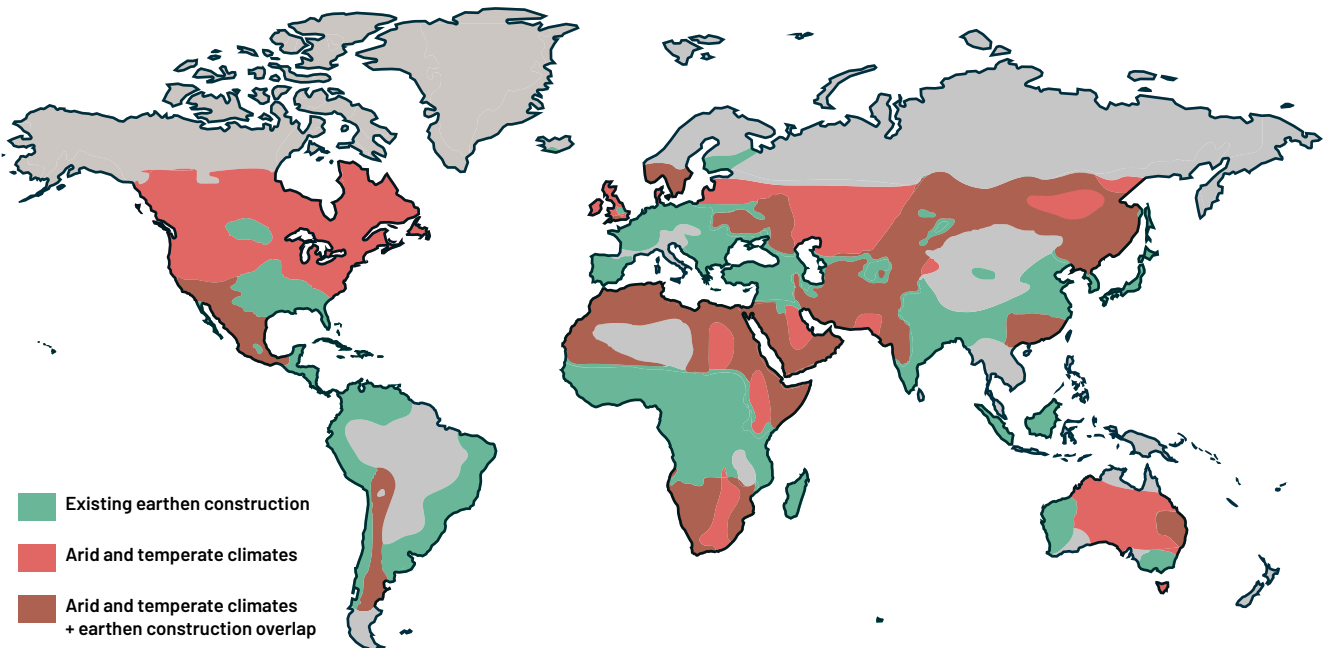 Existing earthen construction
Arid and temperate climates
Arid and temperate climates
+ earthen construction overlap